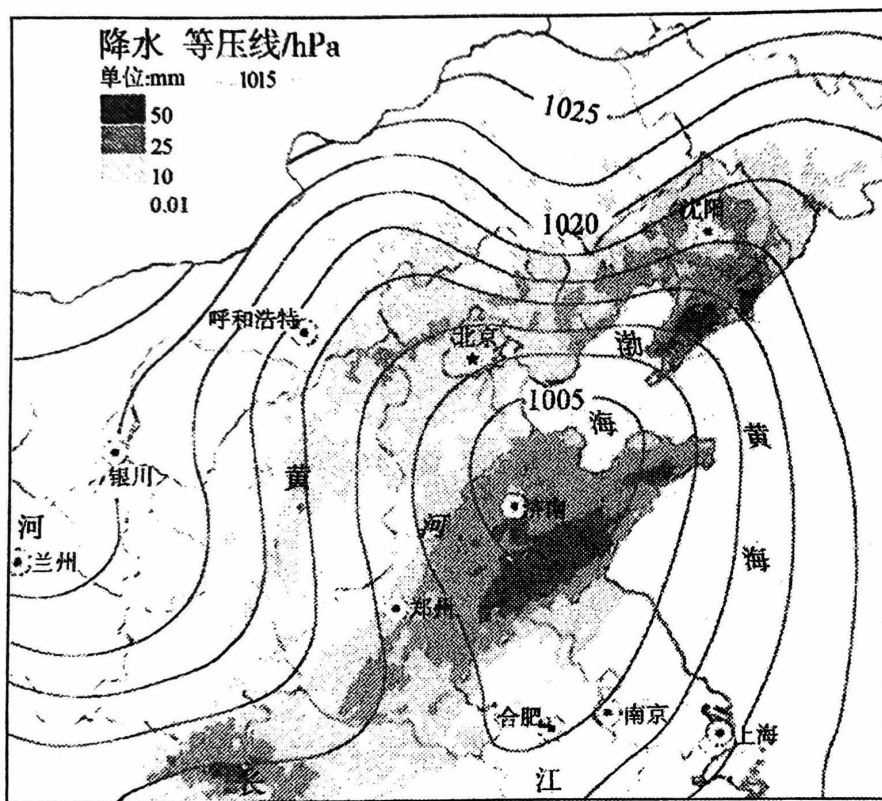 降水 等压线/hPa
单位:mm 1015
50
25
10
0.01
1025
1020
沈阳
呼和浩特
北京
渤
1005
海
黄
黄
银川
济南
河
河
海
兰州
郑州
合肥
南京
上海
长
江